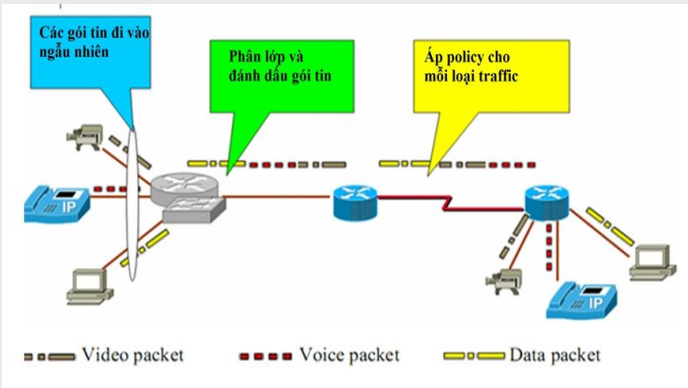 Các gói tin đi vào
ngẫu nhiên
Phân lớp và
đánh dấu gói tin
Áp policy cho
mỗi loại traffic
IP
IP
Video packet
Voice packet
Data packet